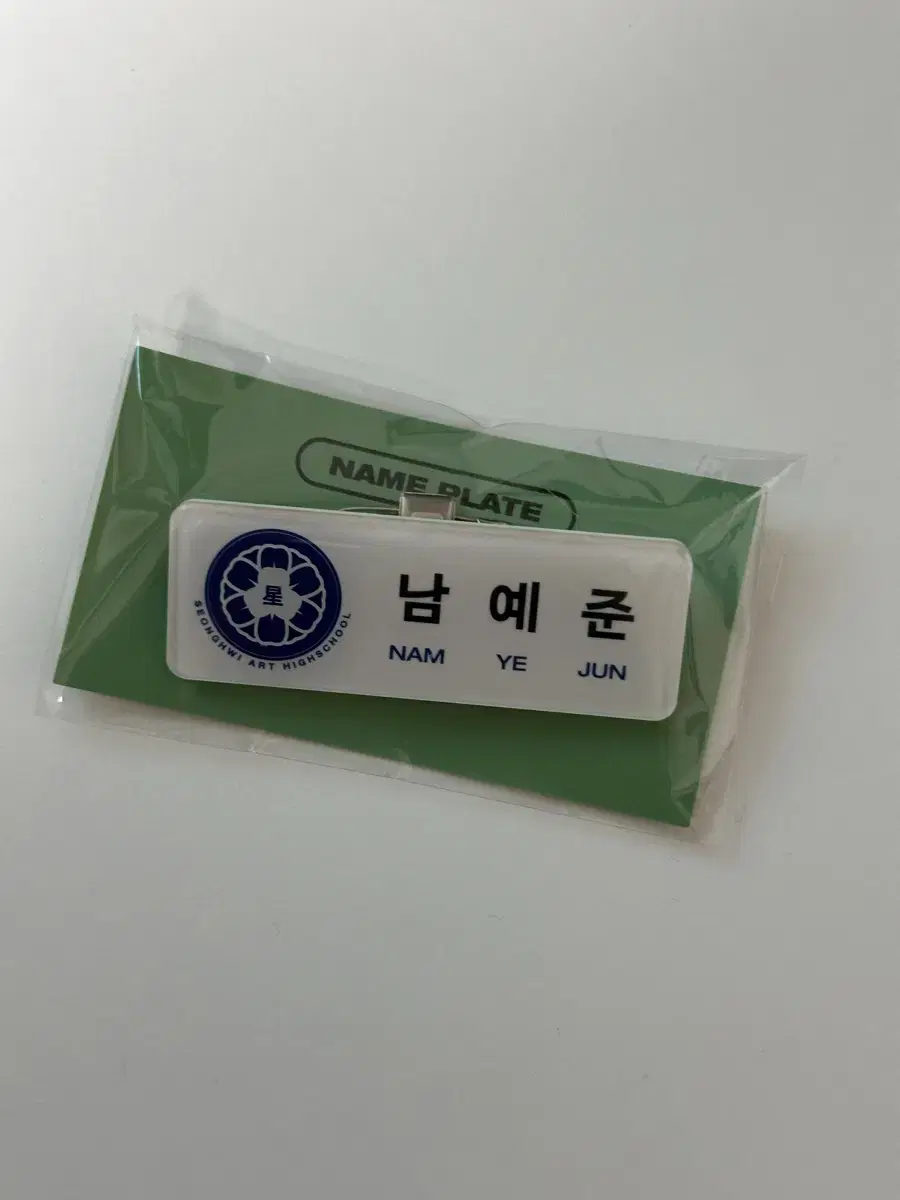 NAME PLATE
星
SEONGHWI ART HIGHSCHOOL
남 예 준
NAM YE JUN